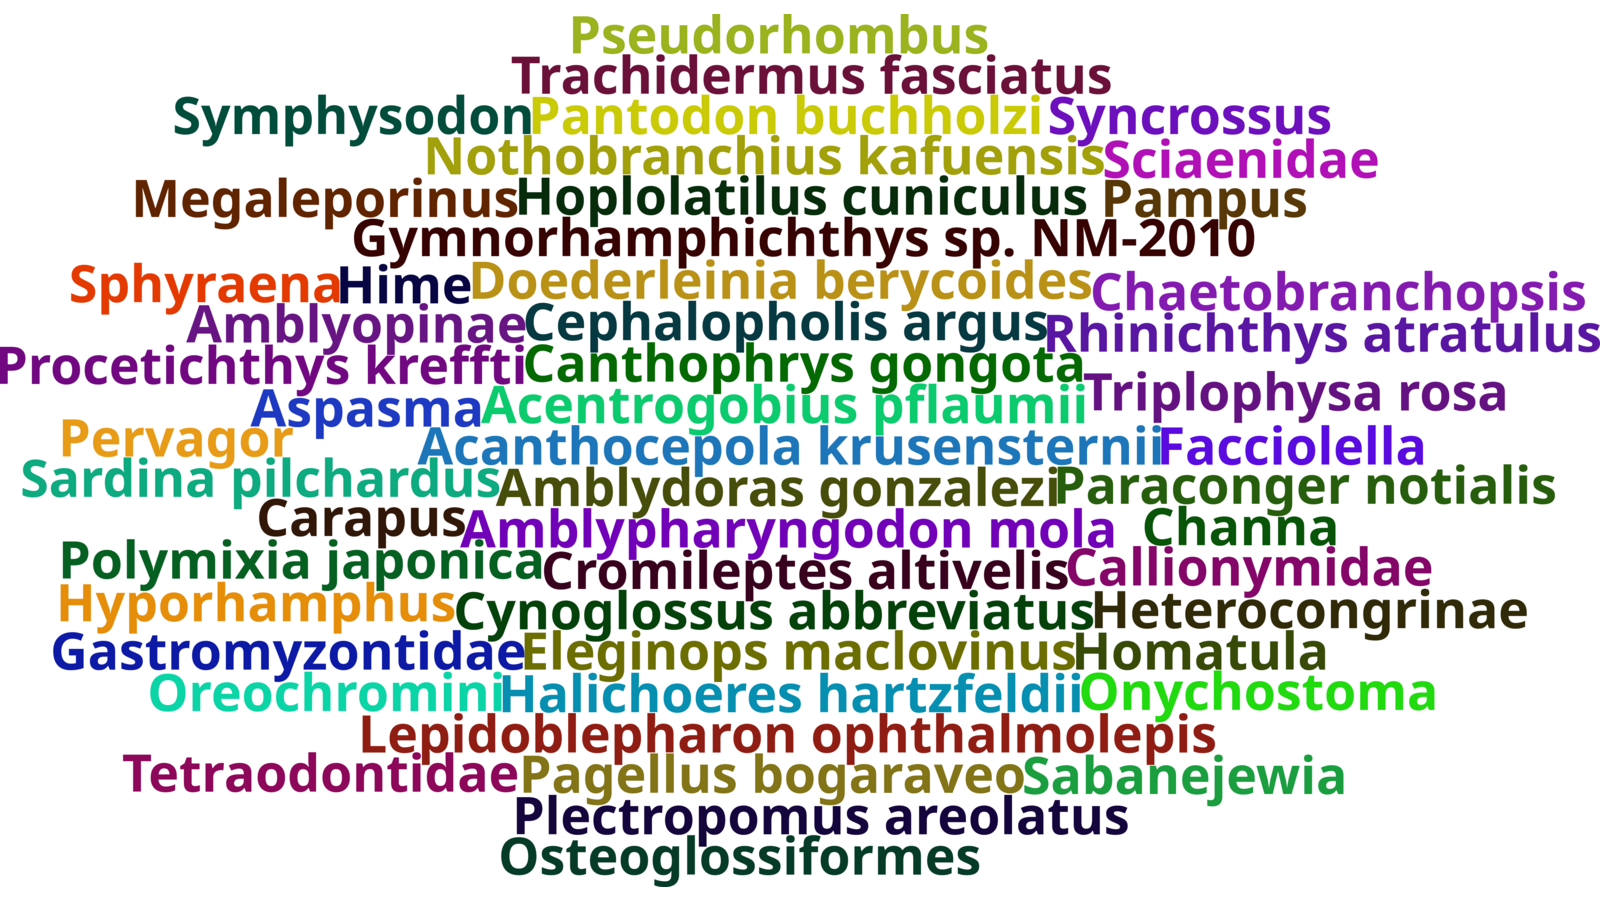 Pseudorhombus
Trachidermus fasciatus
Symphysodon Pantodon buchholzi Syncrossus
Nothobranchius kafuensis Sciaenidae
Megaleporinus Hoplolatilus cuniculus Pampus
Gymnorhamphichthys sp. NM-2010
Sphyraena Hime Doederleinia berycoides Chaetobranchopsis
Amblyopinae Cephalopholis argus Rhinichthys atratulus
Procetichthys kreffti Canthophrys gongota
Aspasma Acentrogobius pflaumii Triplophysa rosa
Pervagor Acanthocepola krusensternii Facciolella
Sardina pilchardus Amblydoras gonzalezi Paraconger notialis
Carapus Amblypharyngodon mola Channa
Polymixia japonica Cromileptes altivelis Callionymidae
Hyporhamphus Cynoglossus abbreviatus Heterocongrinae
Gastromyzontidae Eleginops maclovinus Homatula
Oreochromini Halichoeres hartzfeldii Onychostoma
Lepidoblepharon ophthalmolepis
Tetraodontidae Pagellus bogaraveo Sabanejewia
Plectropomus areolatus
Osteoglossiformes